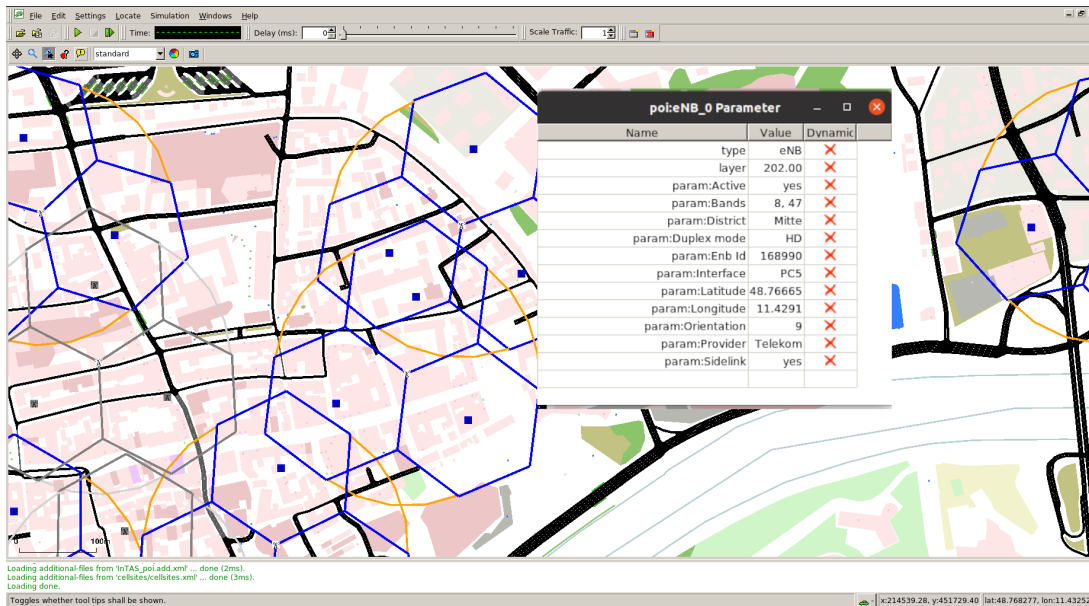 File Edit Settings Locate Simulation Windows Help
Time: Delay (ms): 0 Scale Traffic: 1
standard
poi:eNB_0 Parameter
Name Value Dynamic
type eNB
layer 202.00
param:Active yes
param:Bands 8, 47
param:District Mitte
param:Duplex mode HD
param:Enb Id 168990
param:Interface PC5
param:Latitude 48.76665
param:Longitude 11.4291
param:Orientation 9
param:Provider Telekom
param:Sidelink yes
0 100m
Loading additional-files from 'InTAS_poi.add.xml' ... done (2ms).
Loading additional-files from 'cellsites/cellsites.xml' ... done (3ms).
Loading done.
Toggles whether tool tips shall be shown. x:214539.28, y:451729.40 lat:48.768277, lon:11.43252